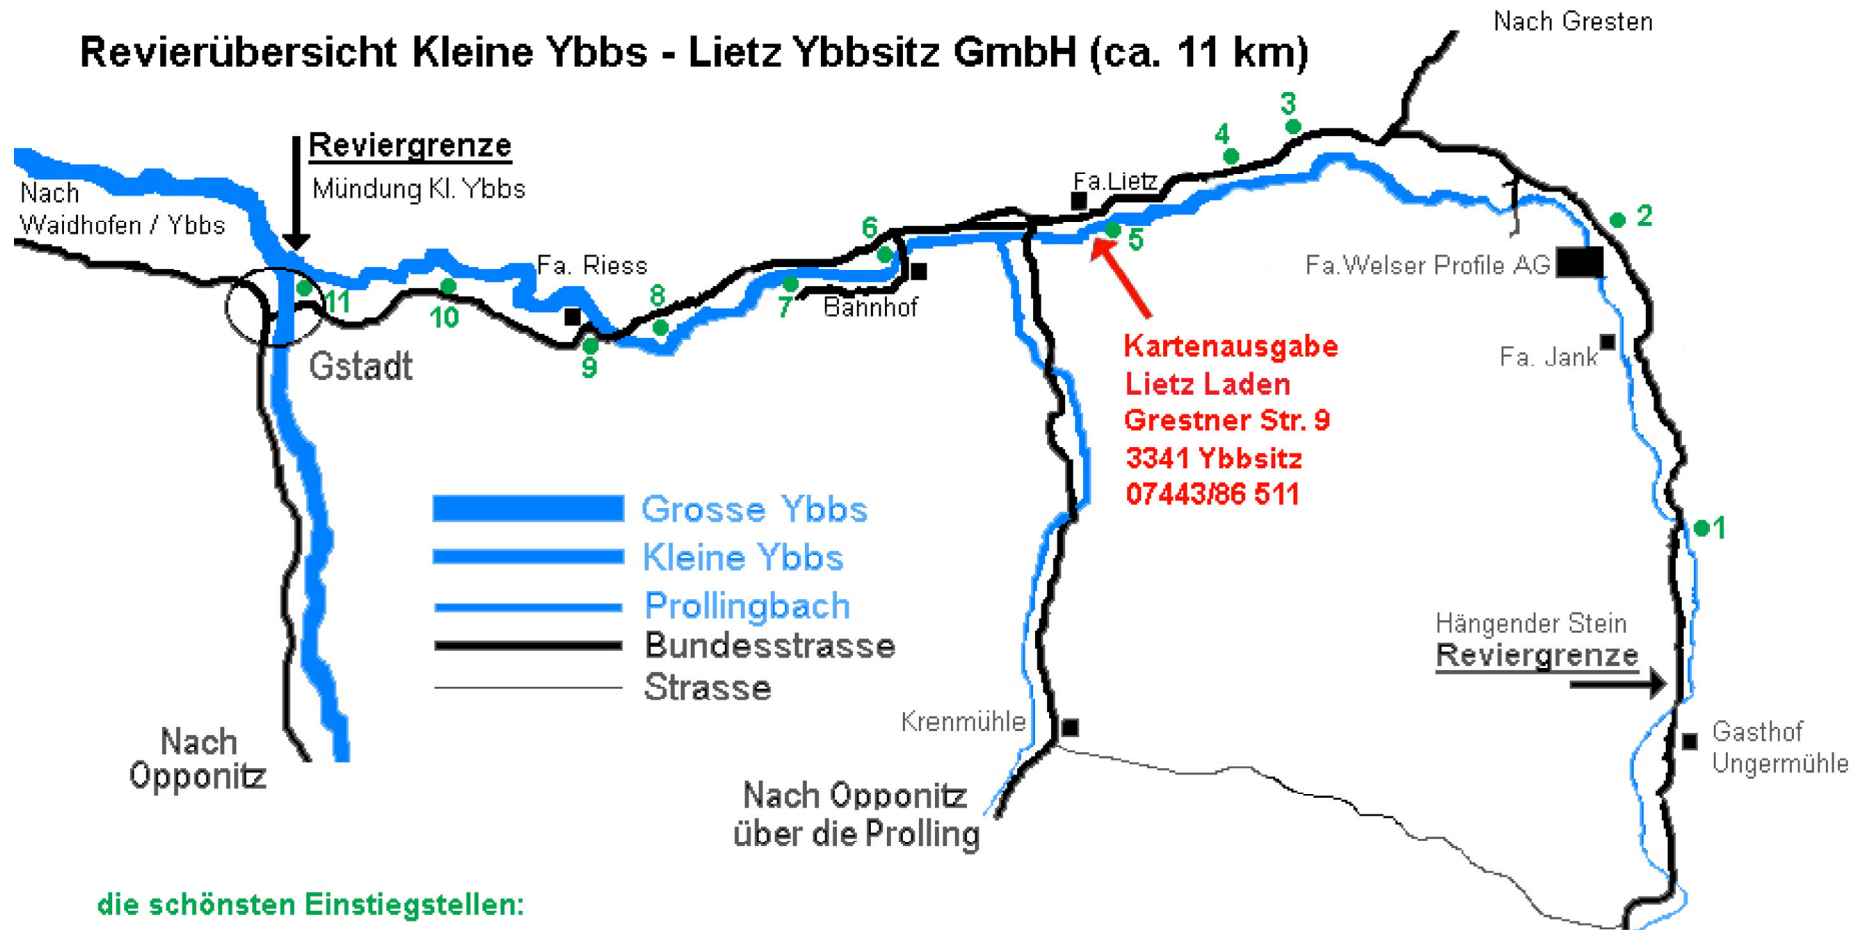 Nach Gresten
Revierübersicht Kleine Ybbs - Lietz Ybbsitz GmbH (ca. 11 km)
3
4
Reviergrenze
Mündung Kl. Ybbs
Nach
Waidhofen / Ybbs
Fa.Lietz
2
6
5
Fa. Riess
Fa.Welser Profile AG
11
10
8
7
Bahnhof
9
Gstadt
Kartenausgabe
Lietz Laden
Grestner Str. 9
3341 Ybbsitz
07443/86 511
Fa. Jank
Grosse Ybbs
Kleine Ybbs
Prollingbach
Bundesstrasse
Strasse
1
Hängender Stein
Reviergrenze
Krenmühle
Gasthof
Ungermühle
Nach
Opponitz
Nach Opponitz
über die Prolling
die schönsten Einstiegstellen: